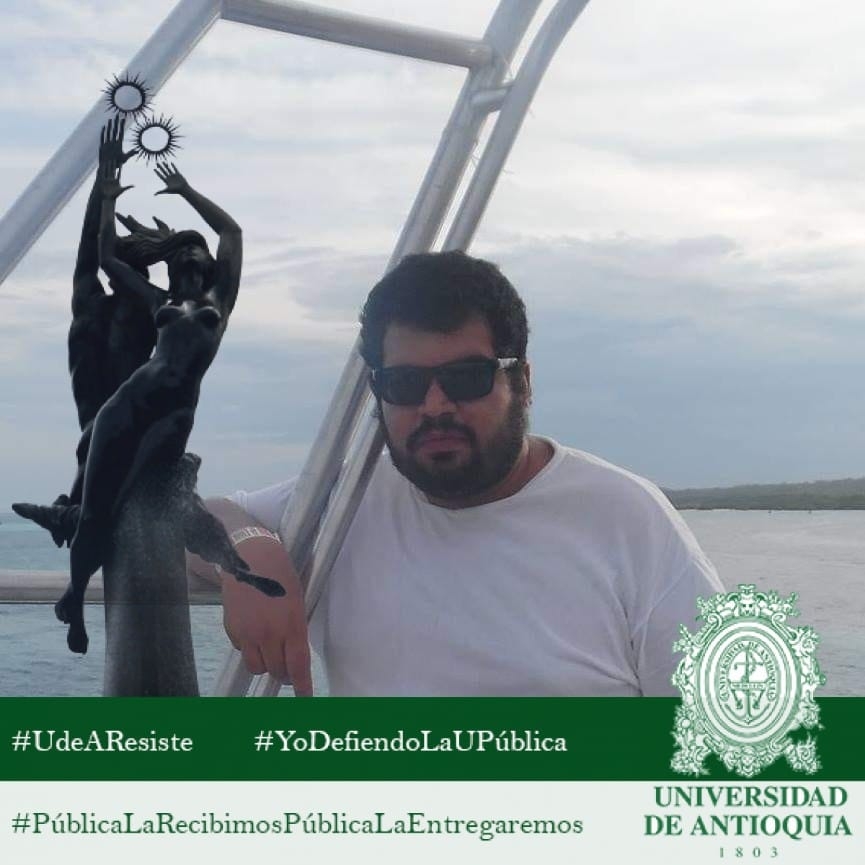 #UdeAResiste #YoDefiendoLaUPública
#PúblicaLaRecibimosPúblicaLaEntregaremos
UNIVERSIDAD
DE ANTIOQUIA
1803